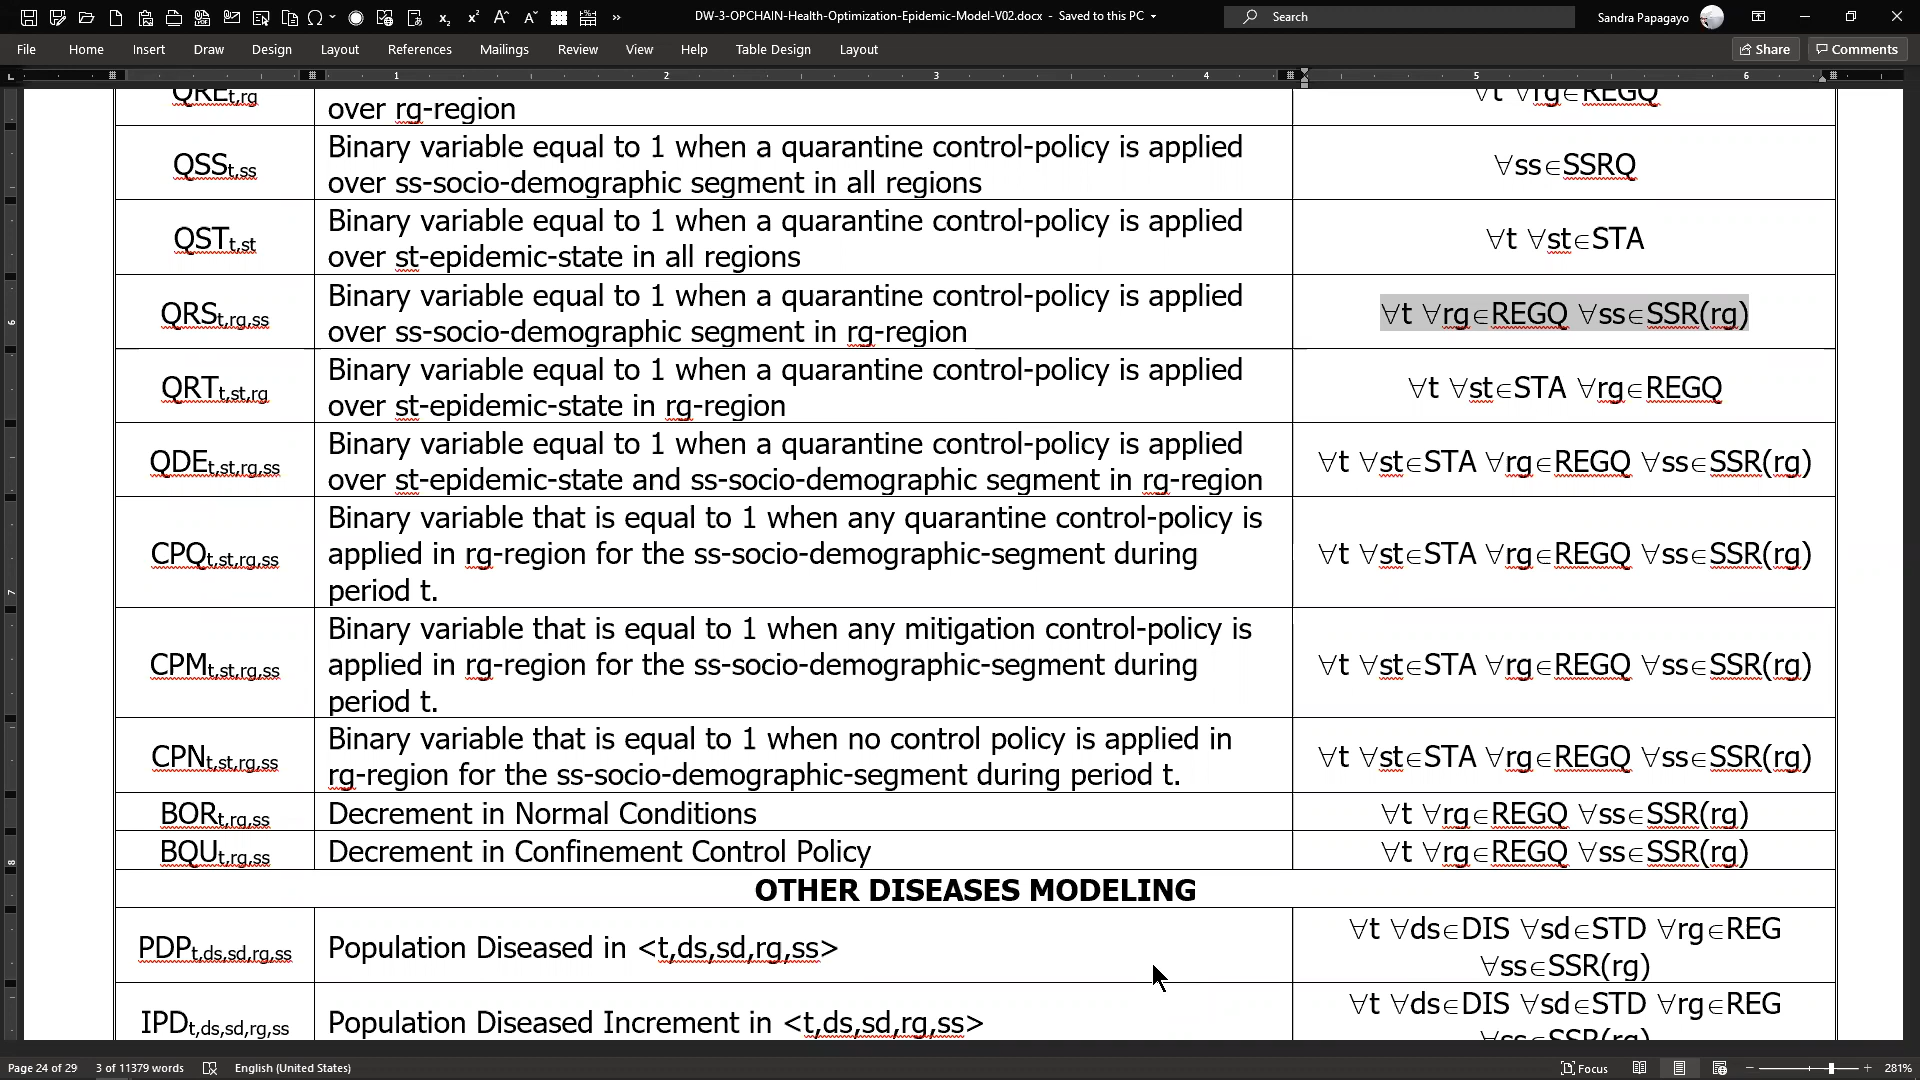 DW-3-OPCHAIN-Health-Optimization-Epidemic-Model-V02.docx - Saved to this PC
Search
Sandra Papagayo
File Home Insert Draw Design Layout References Mailings Review View Help Table Design Layout
Share Comments
1 2 3 4 5 6
QREt,rg
over rg-region
∀t ∀rg∈REGQ
QSSt,ss
Binary variable equal to 1 when a quarantine control-policy is applied
over ss-socio-demographic segment in all regions
∀ss∈SSRQ
QSTt,st
Binary variable equal to 1 when a quarantine control-policy is applied
over st-epidemic-state in all regions
∀t ∀st∈STA
QRSt,rg,ss
Binary variable equal to 1 when a quarantine control-policy is applied
over ss-socio-demographic segment in rg-region
∀t ∀rg∈REGQ ∀ss∈SSR(rg)
QRTt,st,rg
Binary variable equal to 1 when a quarantine control-policy is applied
over st-epidemic-state in rg-region
∀t ∀st∈STA ∀rg∈REGQ
QDEt,st,rg,ss
Binary variable equal to 1 when a quarantine control-policy is applied
over st-epidemic-state and ss-socio-demographic segment in rg-region
∀t ∀st∈STA ∀rg∈REGQ ∀ss∈SSR(rg)
CPQt,st,rg,ss
Binary variable that is equal to 1 when any quarantine control-policy is
applied in rg-region for the ss-socio-demographic-segment during
period t.
∀t ∀st∈STA ∀rg∈REGQ ∀ss∈SSR(rg)
CPMt,st,rg,ss
Binary variable that is equal to 1 when any mitigation control-policy is
applied in rg-region for the ss-socio-demographic-segment during
period t.
∀t ∀st∈STA ∀rg∈REGQ ∀ss∈SSR(rg)
CPNt,st,rg,ss
Binary variable that is equal to 1 when no control policy is applied in
rg-region for the ss-socio-demographic-segment during period t.
∀t ∀st∈STA ∀rg∈REGQ ∀ss∈SSR(rg)
BORt,rg,ss
Decrement in Normal Conditions
∀t ∀rg∈REGQ ∀ss∈SSR(rg)
BQUt,rg,ss
Decrement in Confinement Control Policy
∀t ∀rg∈REGQ ∀ss∈SSR(rg)
OTHER DISEASES MODELING
PDPt,ds,sd,rg,ss
Population Diseased in <t,ds,sd,rg,ss>
∀t ∀ds∈DIS ∀sd∈STD ∀rg∈REG
∀ss∈SSR(rg)
IPDt,ds,sd,rg,ss
Population Diseased Increment in <t,ds,sd,rg,ss>
∀t ∀ds∈DIS ∀sd∈STD ∀rg∈REG
∀ss∈SSR(rg)
6
7
8
Page 24 of 29 3 of 11379 words English (United States) Focus 281%